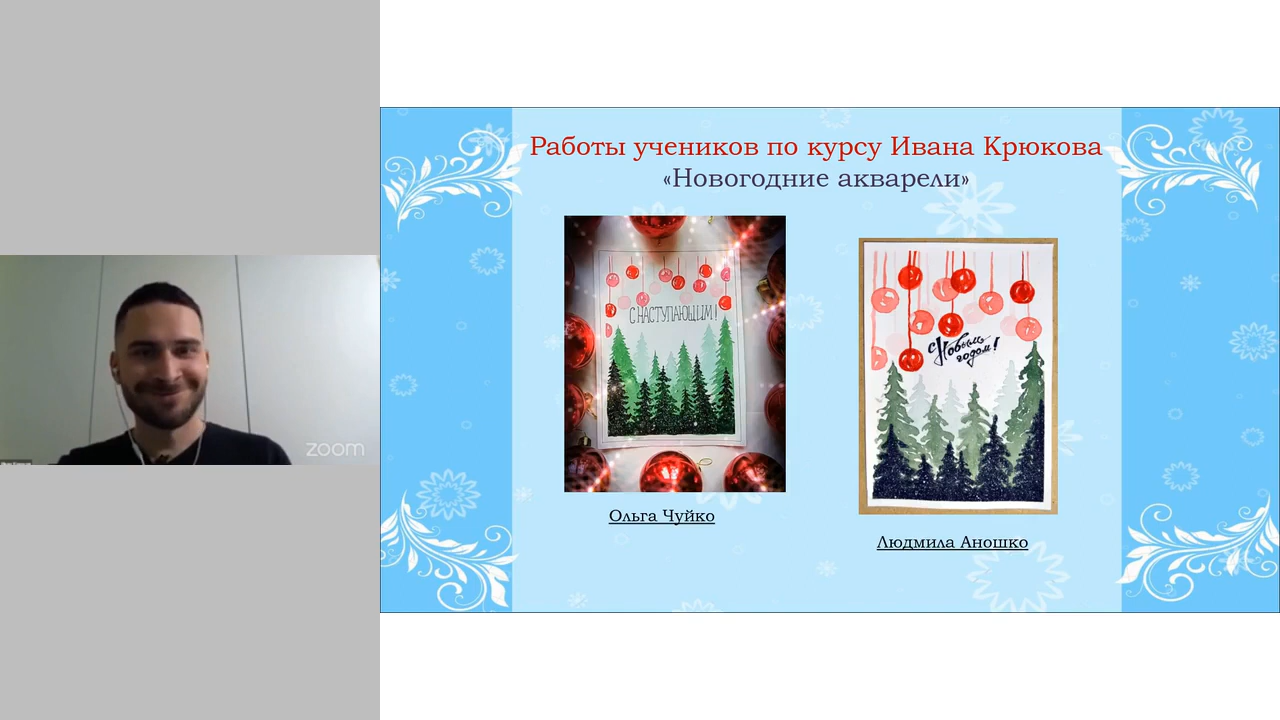 zoom
Работы учеников по курсу Ивана Крюкова
«Новогодние акварели»
С НАСТУПАЮЩИМ!
с Новым
годом!
Ольга Чуйко
Людмила Аношко